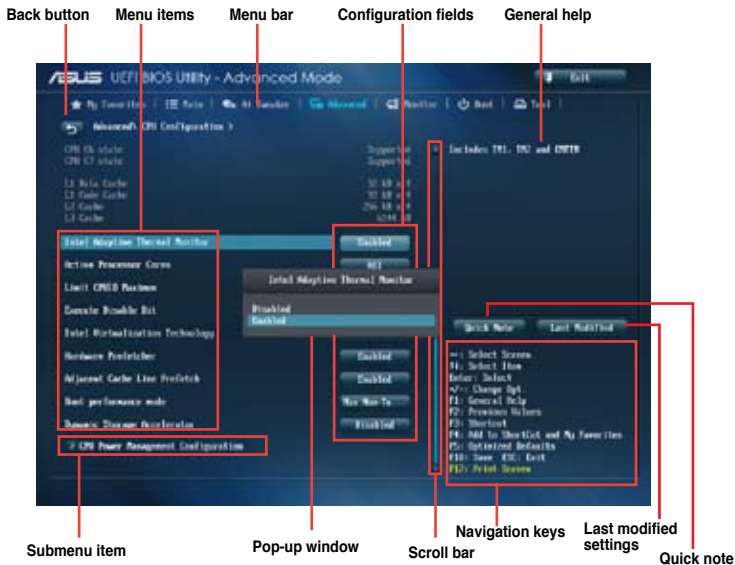 Back button Menu items Menu bar Configuration fields General help
ASUS UEFI BIOS Utility - Advanced Mode
Exit
My Favorites Main Ai Tweaker Advanced Monitor Boot Tool
Advanced\ CPU Configuration >
CPU C6 state Supported
CPU C7 state Supported
L1 Data Cache 32 kB x 4
L1 Code Cache 32 kB x 4
L2 Cache 256 kB x 4
L3 Cache 6144 kB
Includes TM1, TM2 and EMTTM
Intel Adaptive Thermal Monitor Enabled
Active Processor Cores All
Limit CPUID Maximum
Execute Disable Bit
Intel Virtualization Technology
Hardware Prefetcher Enabled
Adjacent Cache Line Prefetch Enabled
Boot performance mode Max Non-Tu...
Dynamic Storage Accelerator Disabled
> CPU Power Management Configuration
Intel Adaptive Thermal Monitor
Disabled
Enabled
Quick Note Last Modified
→←: Select Screen
↑↓: Select Item
Enter: Select
+/-: Change Opt.
F1: General Help
F2: Previous Values
F3: Shortcut
F4: Add to ShortCut and My Favorites
F5: Optimized Defaults
F10: Save ESC: Exit
F12: Print Screen
Submenu item
Pop-up window
Scroll bar
Navigation keys
Last modified
settings
Quick note